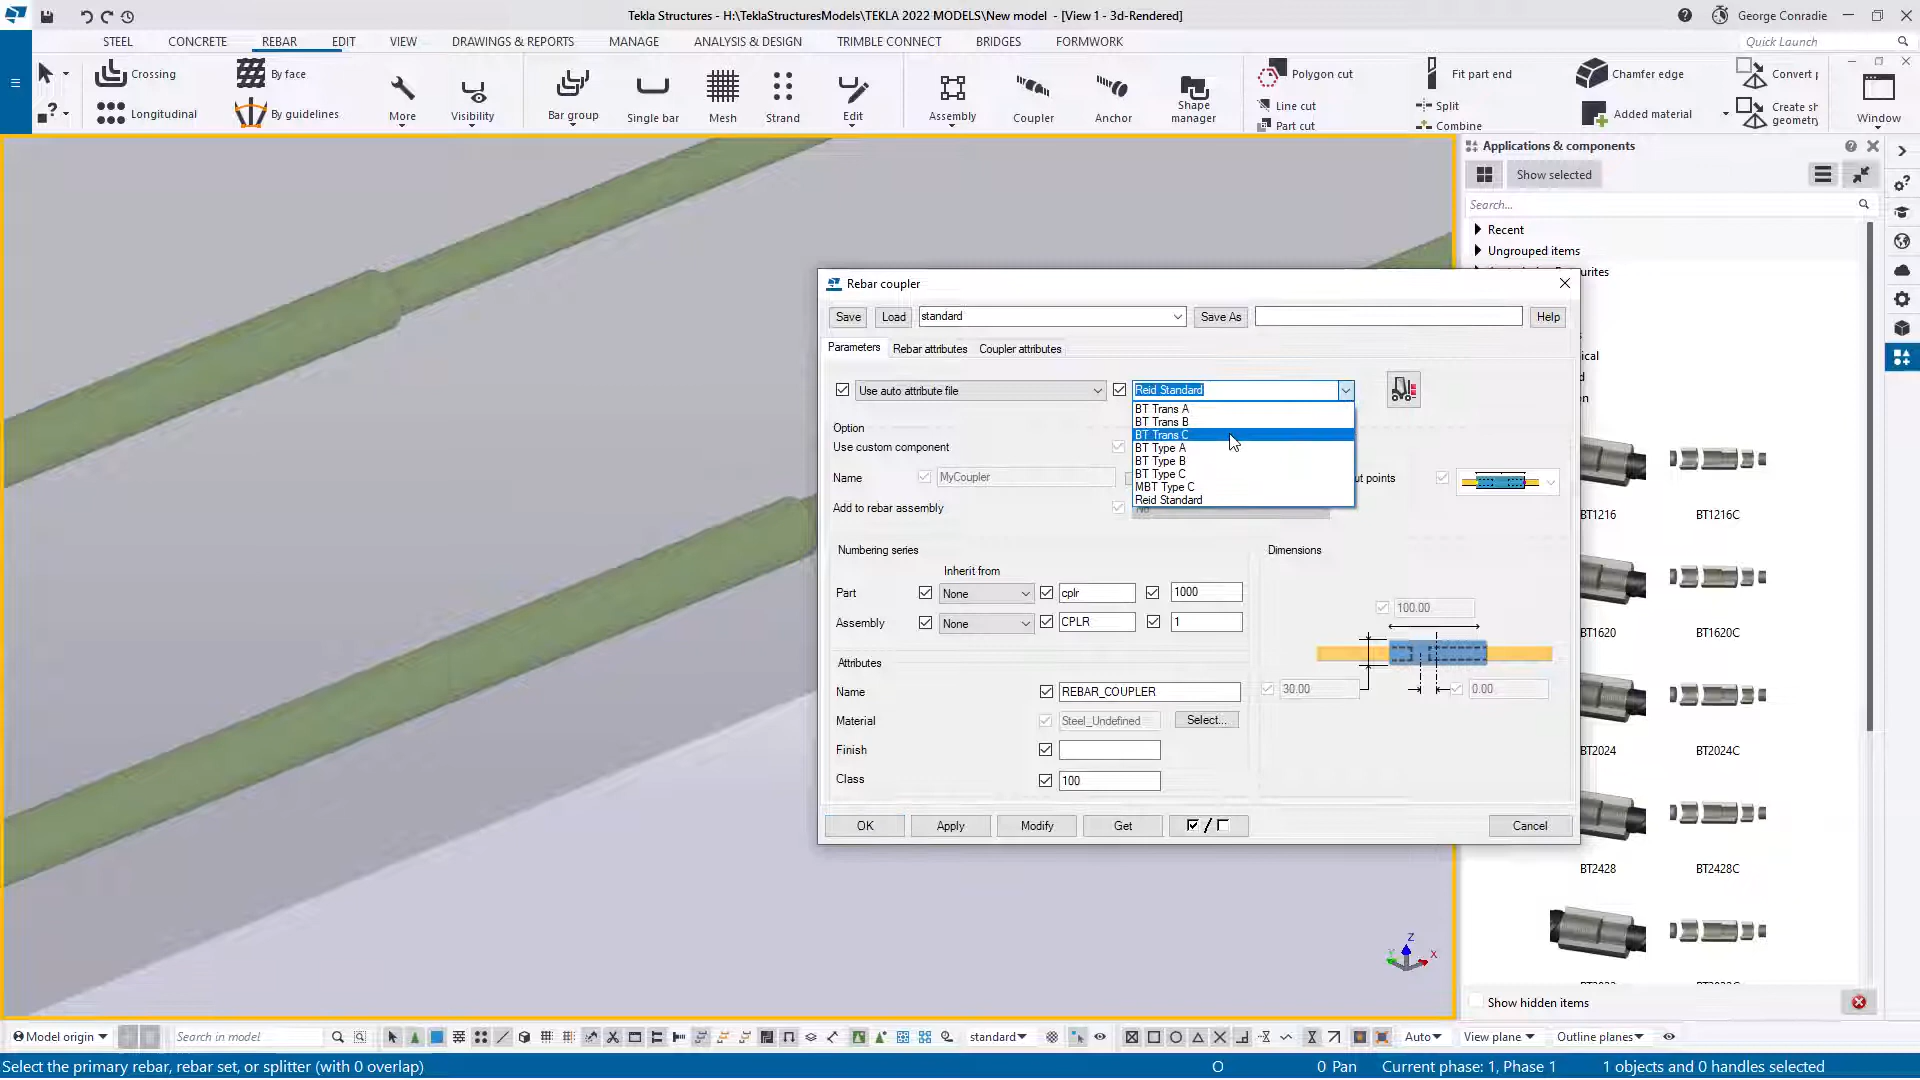 Tekla Structures - H:\TeklaStructuresModels\TEKLA 2022 MODELS\New model - [View 1 - 3d-Rendered]
George Conradie
STEEL CONCRETE REBAR EDIT VIEW DRAWINGS & REPORTS MANAGE ANALYSIS & DESIGN TRIMBLE CONNECT BRIDGES FORMWORK
Quick Launch
Crossing
Longitudinal
By face
By guidelines
More
Visibility
Bar group
Single bar
Mesh
Strand
Edit
Assembly
Coupler
Anchor
Shape manager
Polygon cut
Line cut
Part cut
Fit part end
Split
Combine
Chamfer edge
Added material
Convert
Create sh
geometry
Window
Applications & components
Show selected
Search...
Recent
Ungrouped items
Rebar coupler
Save Load standard Save As Help
Parameters Rebar attributes Coupler attributes
Use auto attribute file
Reid Standard
BT Trans A
BT Trans B
BT Trans C
BT Type A
BT Type B
BT Type C
MBT Type C
Reid Standard
Option
Use custom component
Name MyCoupler
ut points
Add to rebar assembly
No
Numbering series
Inherit from
Part None cplr 1000
Assembly None CPLR 1
Dimensions
100.00
30.00
0.00
Attributes
Name REBAR_COUPLER
Material Steel_Undefined Select...
Finish
Class 100
OK Apply Modify Get / Cancel
BT1216 BT1216C
BT1620 BT1620C
BT2024 BT2024C
BT2428 BT2428C
Show hidden items
Z
X
Model origin
Search in model
standard
Auto
View plane
Outline planes
Select the primary rebar, rebar set, or splitter (with 0 overlap)
O
0 Pan
Current phase: 1, Phase 1
1 objects and 0 handles selected